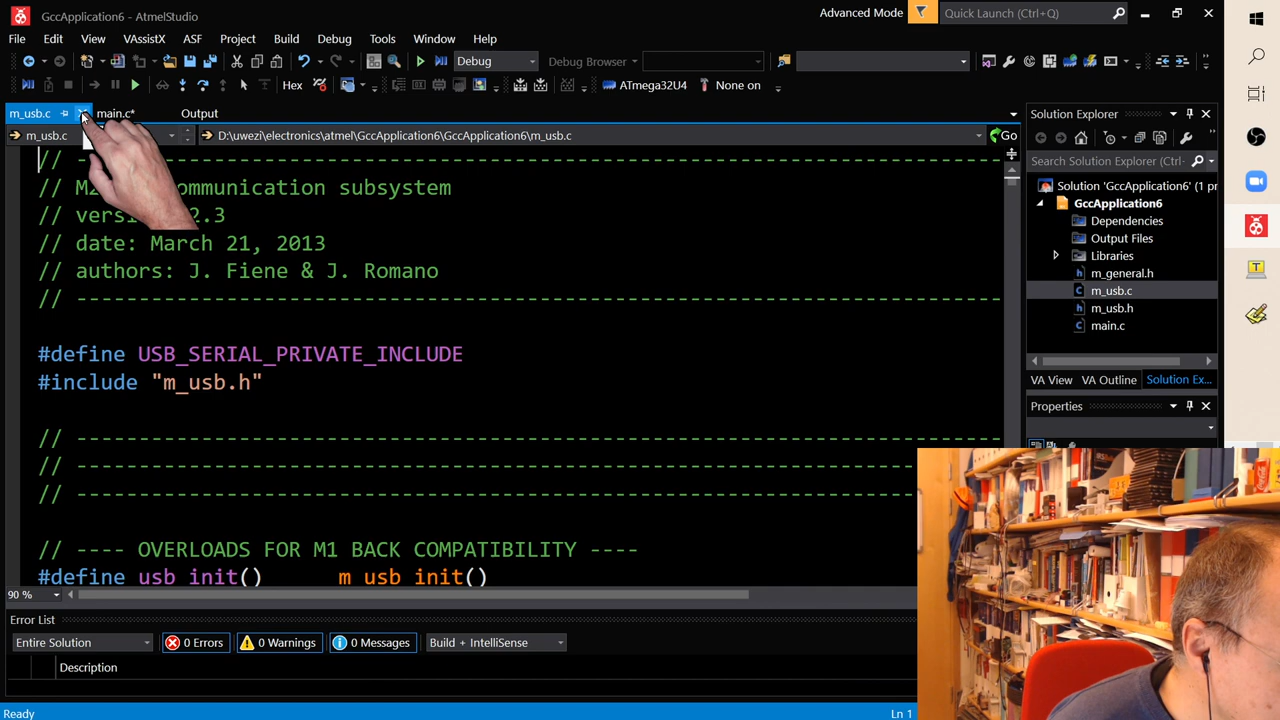 GccApplication6 - AtmelStudio
Advanced Mode
Quick Launch (Ctrl+Q)
File Edit View VAssistX ASF Project Build Debug Tools Window Help
Debug
Debug Browser
Hex
ATmega32U4
None on
m_usb.c
main.c*
Output
m_usb.c
D:\uwezi\electronics\atmel\GccApplication6\GccApplication6\m_usb.c
Go
// --------------------------------------------------------------------------
// M2 ommunication subsystem
// versi 2.3
// date: March 21, 2013
// authors: J. Fiene & J. Romano
// --------------------------------------------------------------------------
#define USB_SERIAL_PRIVATE_INCLUDE
#include "m_usb.h"
// --------------------------------------------------------------------------
// --------------------------------------------------------------------------
// --------------------------------------------------------------------------
// ---- OVERLOADS FOR M1 BACK COMPATIBILITY ----
#define usb_init() m_usb_init()
90 %
Error List
Entire Solution
0 Errors
0 Warnings
0 Messages
Build + IntelliSense
Description
Ready
Ln 1
Solution Explorer
Search Solution Explorer (Ctrl+
Solution 'GccApplication6' (1 pr
GccApplication6
Dependencies
Output Files
Libraries
m_general.h
m_usb.c
m_usb.h
main.c
VA View
VA Outline
Solution Ex...
Properties